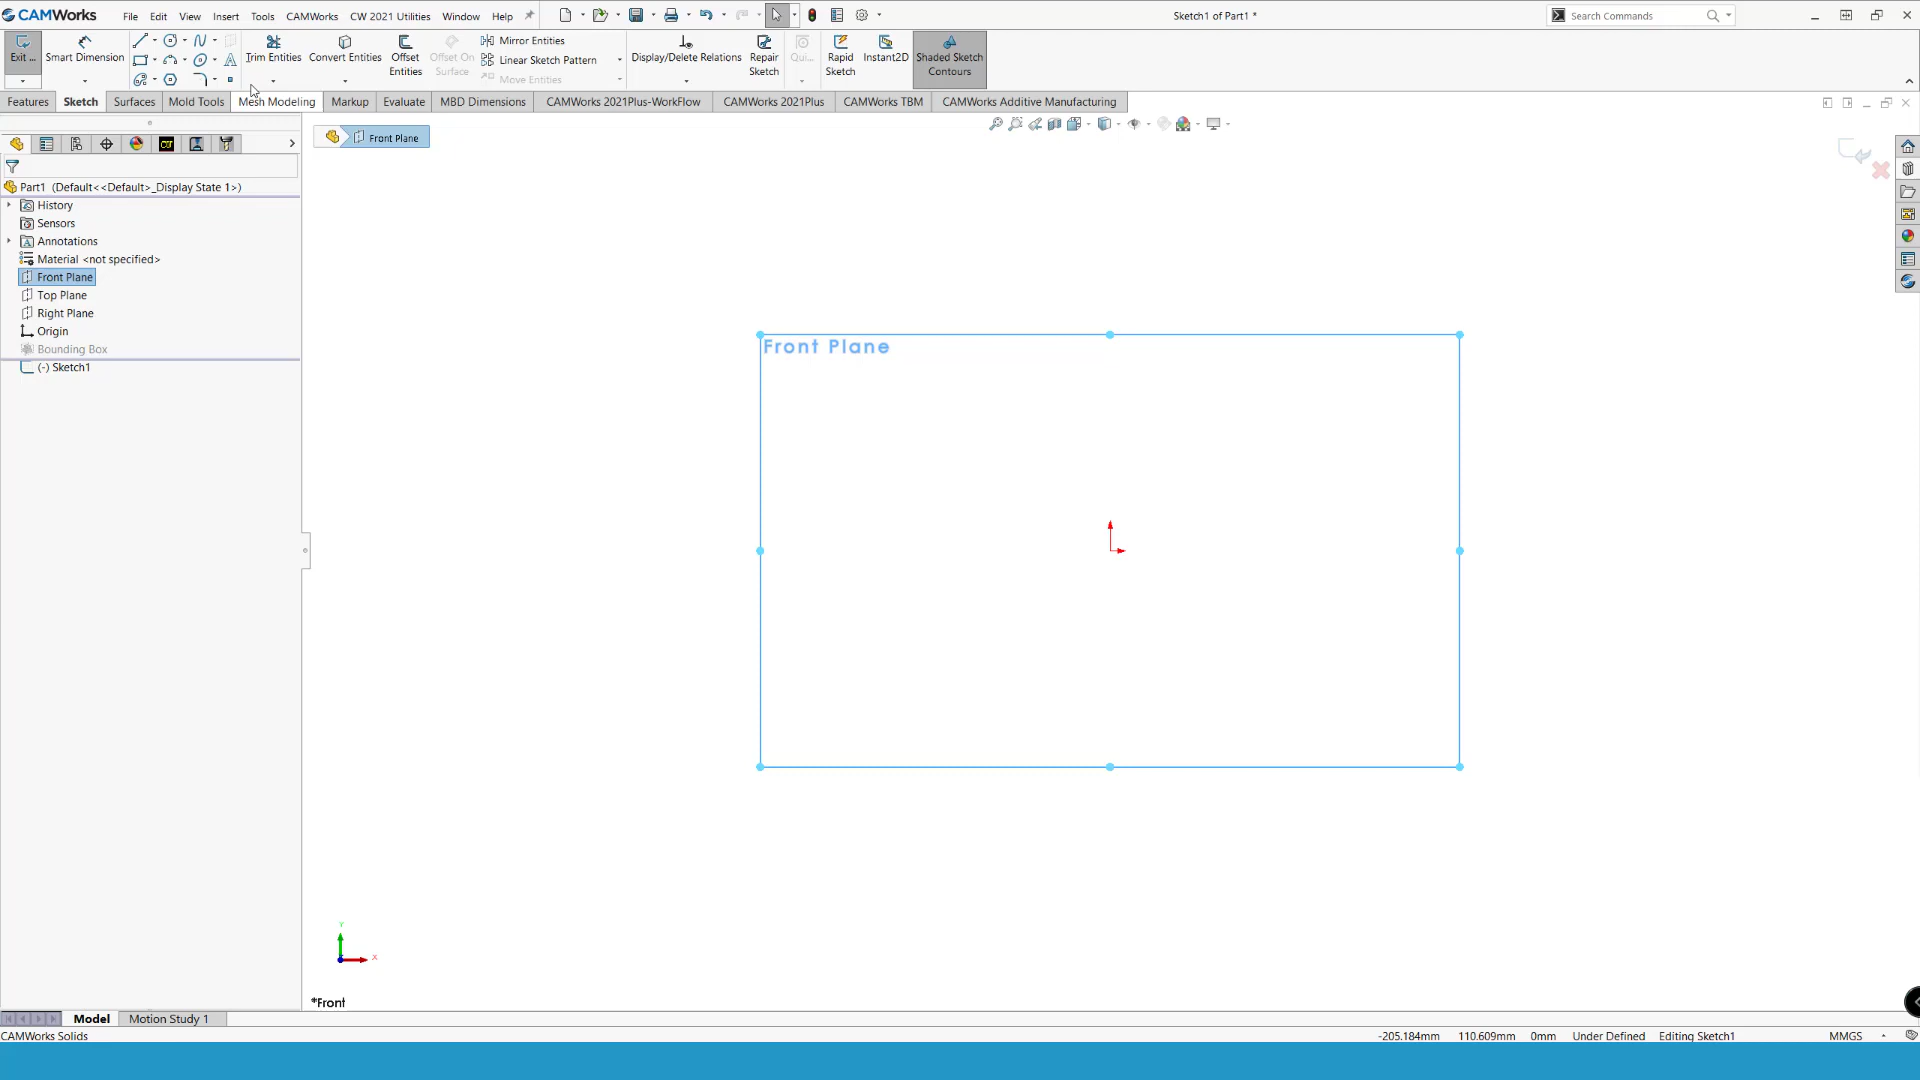 CAMWorks File Edit View Insert Tools CAMWorks CW 2021 Utilities Window Help Sketch1 of Part1 * Search Commands
Exit ... Smart Dimension Trim Entities Convert Entities Offset Entities Offset On Surface Mirror Entities Linear Sketch Pattern Move Entities Display/Delete Relations Repair Sketch Qui... Rapid Sketch Instant2D Shaded Sketch Contours
Features Sketch Surfaces Mold Tools Mesh Modeling Markup Evaluate MBD Dimensions CAMWorks 2021Plus-WorkFlow CAMWorks 2021Plus CAMWorks TBM CAMWorks Additive Manufacturing
Front Plane
Part1 (Default<<Default>_Display State 1>)
History
Sensors
Annotations
Material <not specified>
Front Plane
Top Plane
Right Plane
Origin
Bounding Box
(-) Sketch1
Front Plane
Y
X
*Front
Model Motion Study 1
CAMWorks Solids -205.184mm 110.609mm 0mm Under Defined Editing Sketch1 MMGS